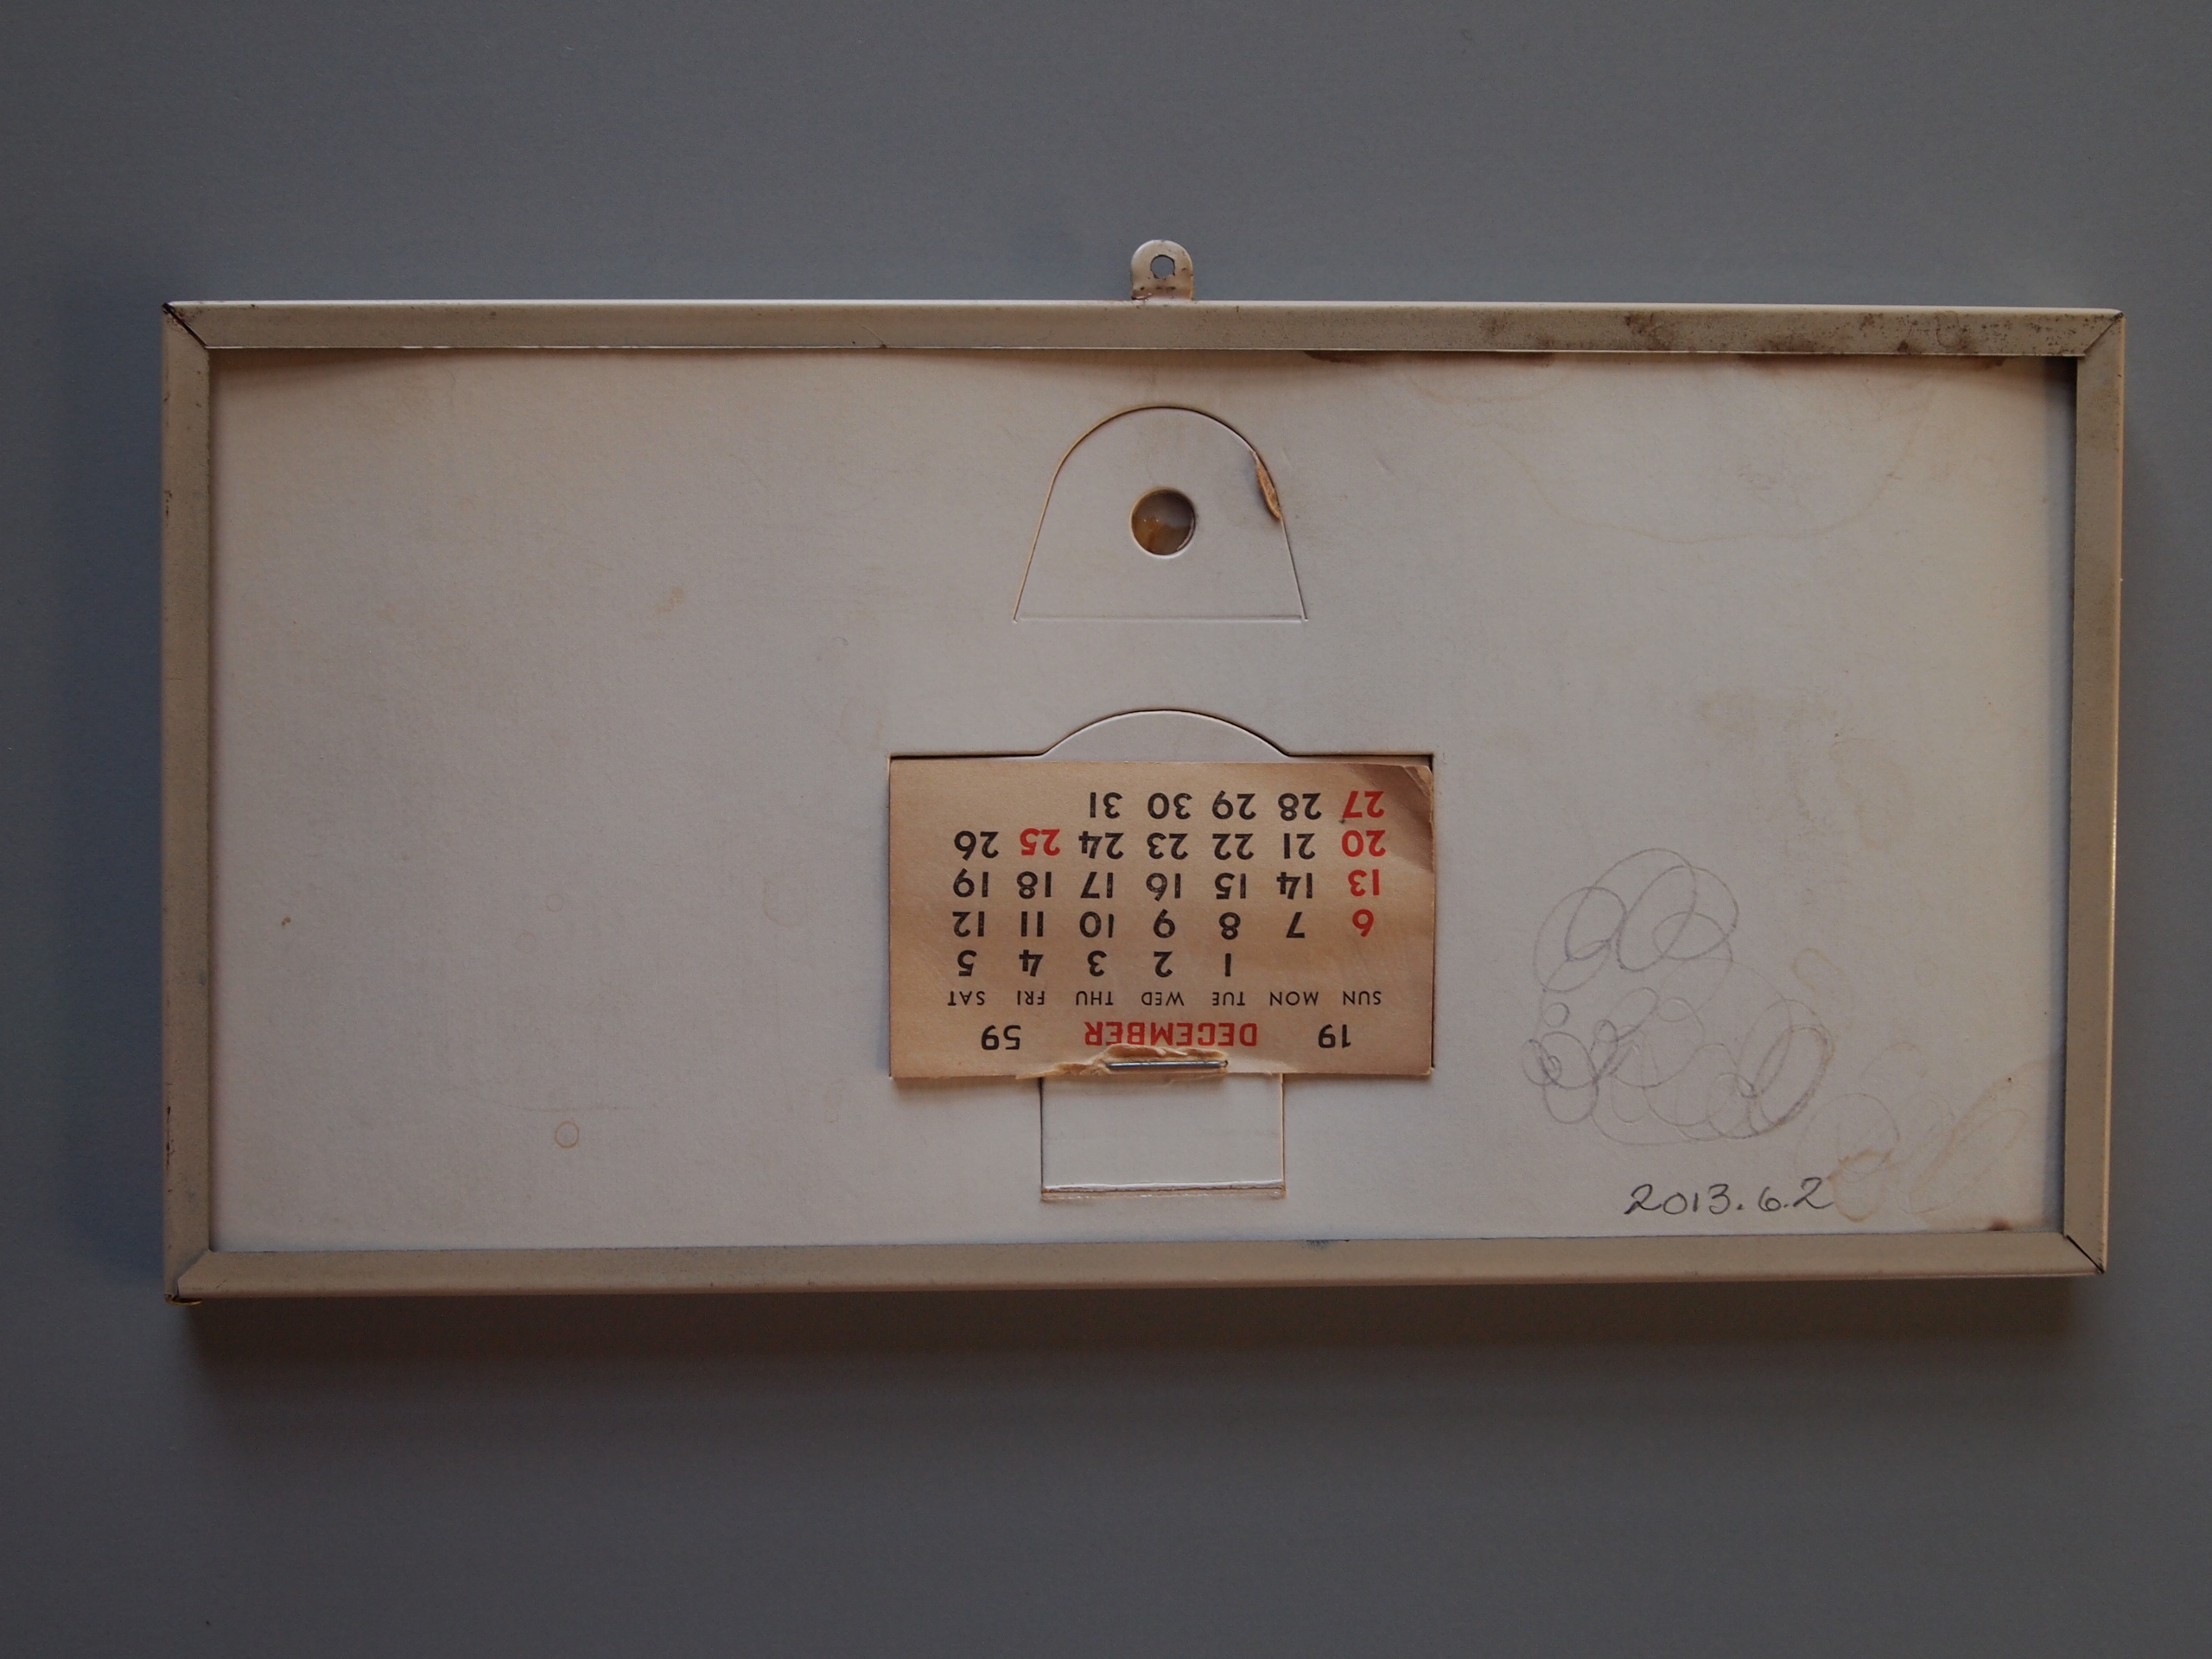 19 DECEMBER 59
SUN MON TUE WED THU FRI SAT
1 2 3 4 5
6 7 8 9 10 11 12
13 14 15 16 17 18 19
20 21 22 23 24 25 26
27 28 29 30 31
2013.6.2